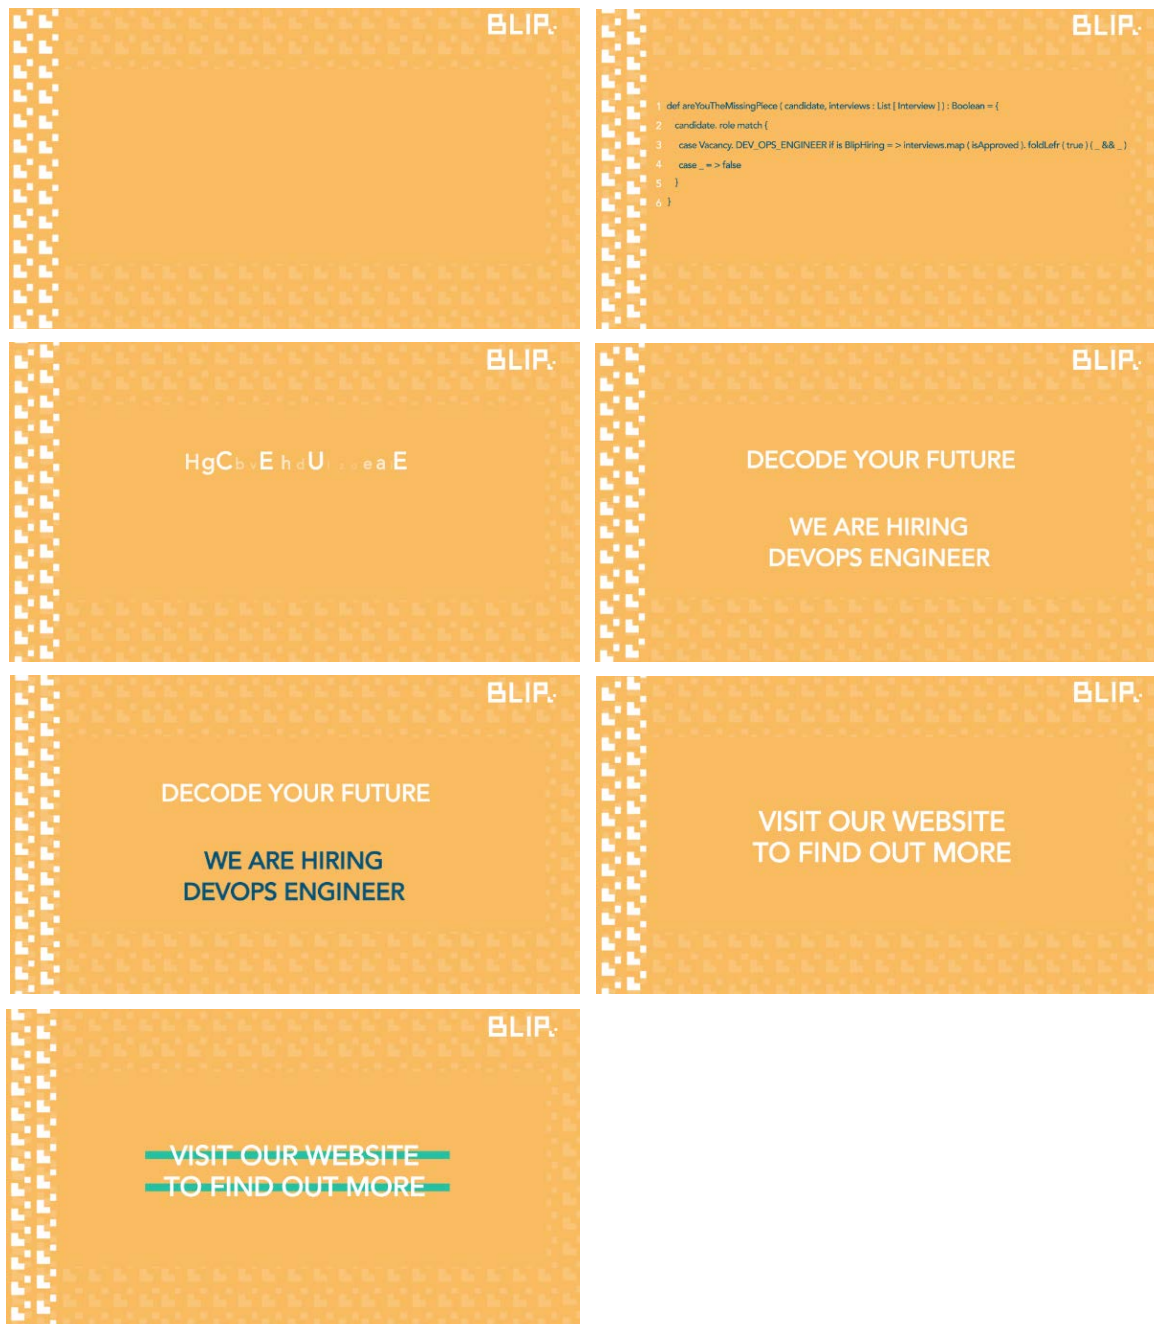 BLIP
BLIP
1 def areYouTheMissingPiece ( candidate, interviews : List [ Interview ] ) : Boolean = {
2 candidate. role match {
3 case Vacancy. DEV_OPS_ENGINEER if is BlipHiring = > interviews.map ( isApproved ). foldLefr ( true ) ( _ && _ )
4 case _ = > false
5 }
6 }
BLIP
HgCbvEhdU eaE
BLIP
DECODE YOUR FUTURE
WE ARE HIRING
DEVOPS ENGINEER
BLIP
DECODE YOUR FUTURE
WE ARE HIRING
DEVOPS ENGINEER
BLIP
VISIT OUR WEBSITE
TO FIND OUT MORE
BLIP
VISIT OUR WEBSITE
TO FIND OUT MORE